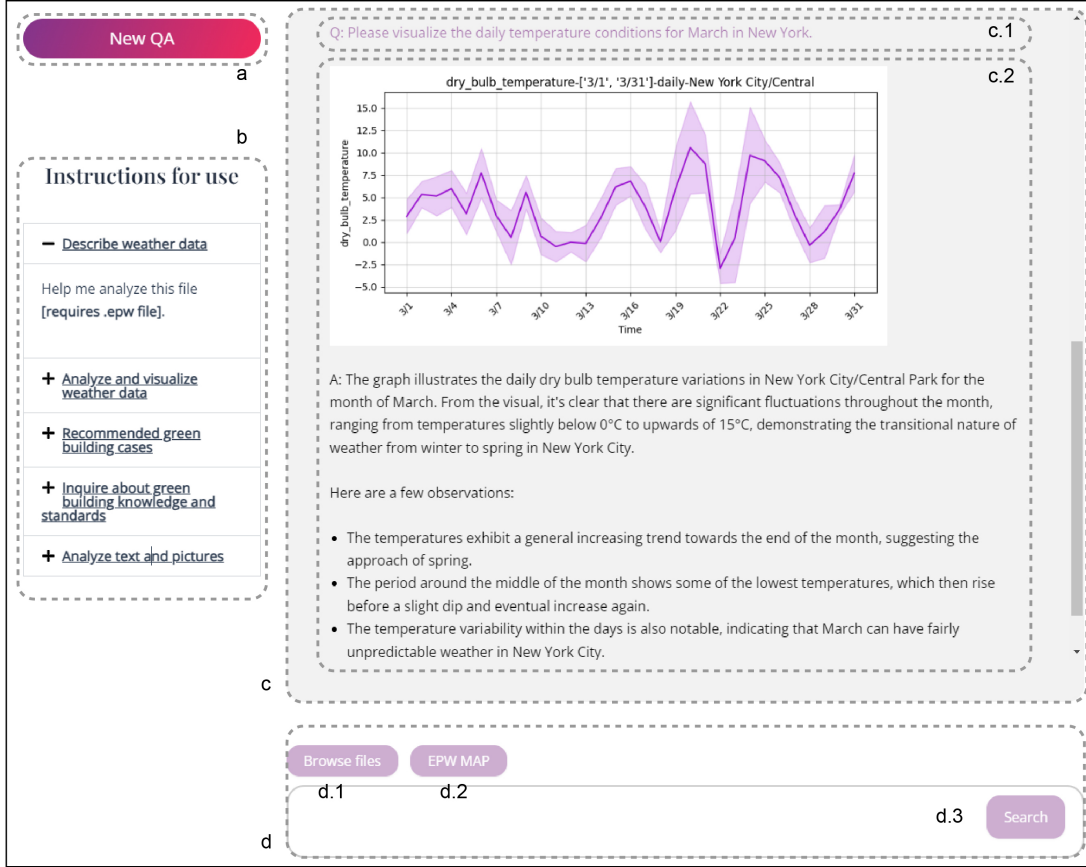 New QA
a
b
Instructions for use
− Describe weather data
Help me analyze this file
[requires .epw file].
+ Analyze and visualize
weather data
+ Recommended green
building cases
+ Inquire about green
building knowledge and
standards
+ Analyze text and pictures
c
Q: Please visualize the daily temperature conditions for March in New York.
c.1
c.2
dry_bulb_temperature-['3/1', '3/31']-daily-New York City/Central
dry_bulb_temperature
15.0
12.5
10.0
7.5
5.0
2.5
0.0
−2.5
−5.0
3/1
3/4
3/7
3/10
3/13
3/16
3/19
3/22
3/25
3/28
3/31
Time
A: The graph illustrates the daily dry bulb temperature variations in New York City/Central Park for the
month of March. From the visual, it's clear that there are significant fluctuations throughout the month,
ranging from temperatures slightly below 0°C to upwards of 15°C, demonstrating the transitional nature of
weather from winter to spring in New York City.
Here are a few observations:
• The temperatures exhibit a general increasing trend towards the end of the month, suggesting the
approach of spring.
• The period around the middle of the month shows some of the lowest temperatures, which then rise
before a slight dip and eventual increase again.
• The temperature variability within the days is also notable, indicating that March can have fairly
unpredictable weather in New York City.
Browse files
EPW MAP
d.1
d.2
d.3
Search
d